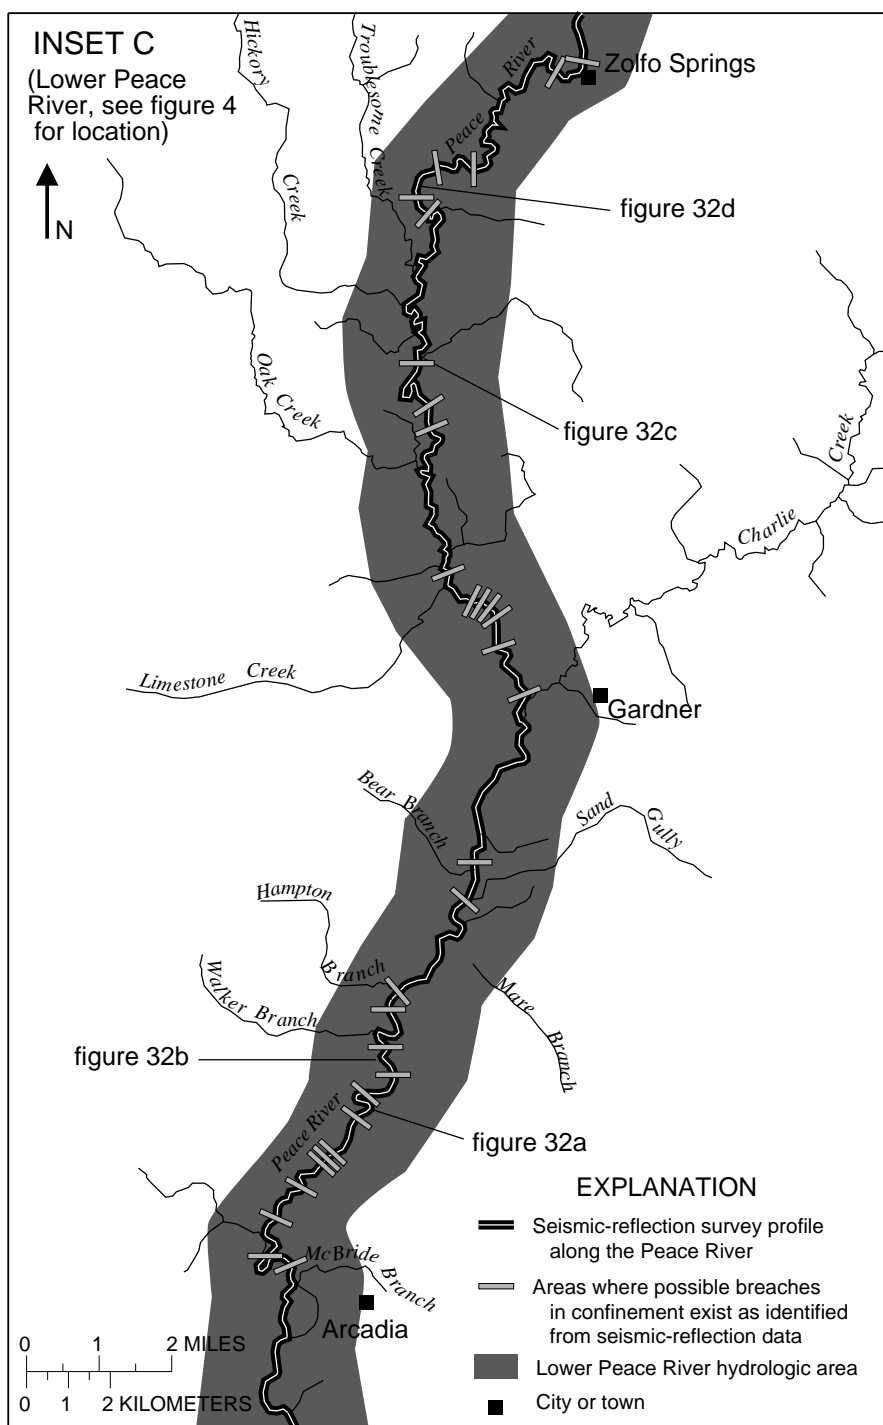 INSET C
(Lower Peace
River, see figure 4
for location)
N
Hickory
Creek
Troublesome Creek
Peace River
Zolfo Springs
figure 32d
Oak Creek
figure 32c
Charlie Creek
Limestone Creek
Gardner
Bear Branch
Sand Gully
Hampton
Branch
Walker Branch
Mare Branch
figure 32b
Peace River
figure 32a
McBride Branch
Arcadia
EXPLANATION
Seismic-reflection survey profile
along the Peace River
Areas where possible breaches
in confinement exist as identified
from seismic-reflection data
Lower Peace River hydrologic area
City or town
0 1 2 MILES
0 1 2 KILOMETERS